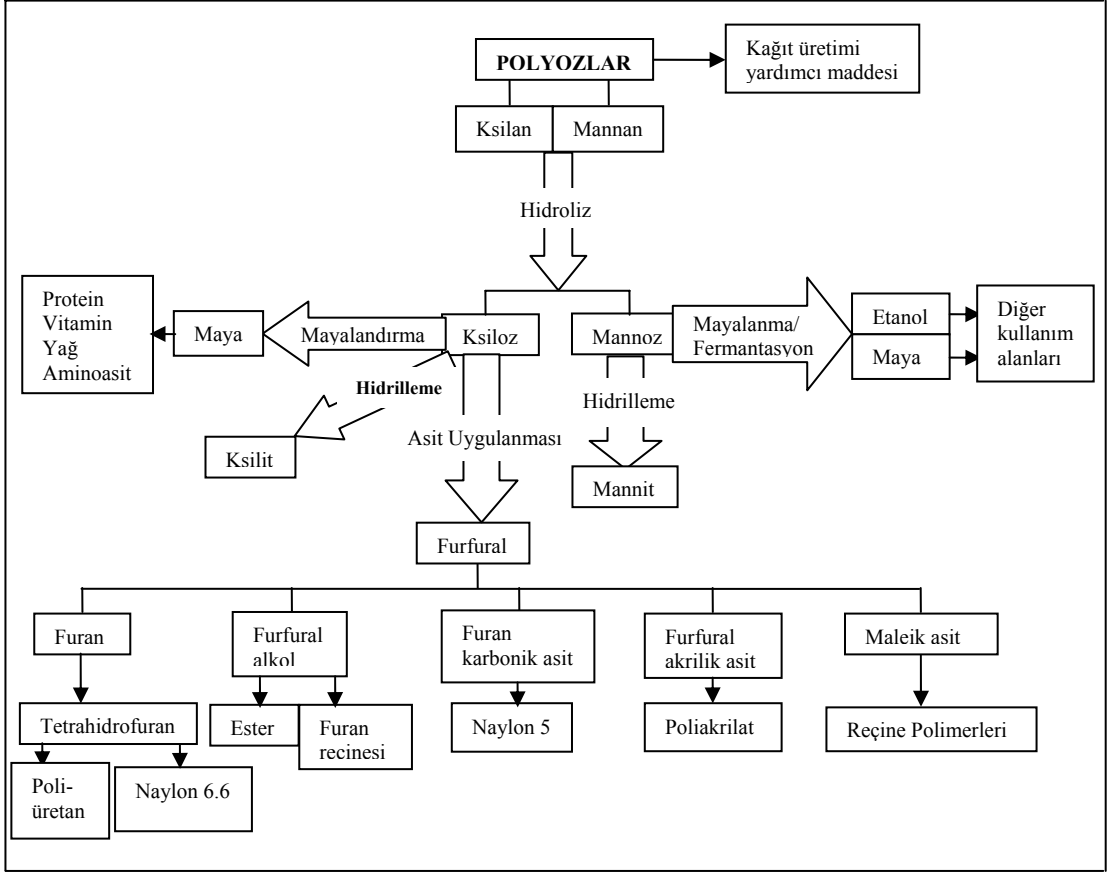 POLYOZLAR
Kağıt üretimi
yardımcı maddesi
Ksilan
Mannan
Hidroliz
Protein
Vitamin
Yağ
Aminoasit
Maya
Mayalandırma
Ksiloz
Mannoz
Mayalanma/
Fermantasyon
Etanol
Maya
Diğer
kullanım
alanları
Hidrilleme
Hidrilleme
Asit Uygulanması
Ksilit
Mannit
Furfural
Furan
Furfural
alkol
Furan
karbonik asit
Furfural
akrilik asit
Maleik asit
Tetrahidrofuran
Ester
Furan
recinesi
Naylon 5
Poliakrilat
Reçine Polimerleri
Poli-
üretan
Naylon 6.6